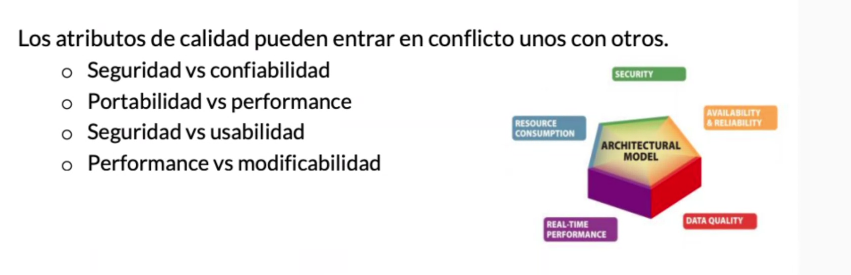 Los atributos de calidad pueden entrar en conflicto unos con otros.
o Seguridad vs confiabilidad
o Portabilidad vs performance
o Seguridad vs usabilidad
o Performance vs modificabilidad
SECURITY
AVAILABILITY
& RELIABILITY
RESOURCE
CONSUMPTION
ARCHITECTURAL
MODEL
REAL-TIME
PERFORMANCE
DATA QUALITY